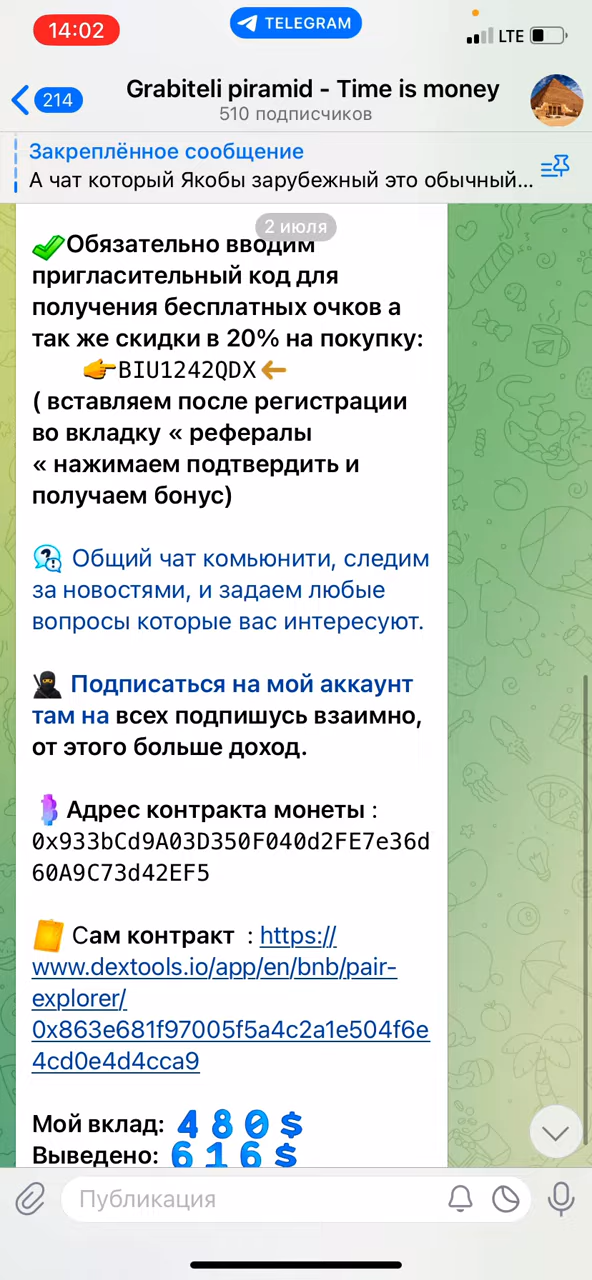 14:02
TELEGRAM
LTE
214
Grabiteli piramid - Time is money
510 подписчиков
Закреплённое сообщение
А чат который Якобы зарубежный это обычный...
2 июля
Обязательно вводим
пригласительный код для
получения бесплатных очков а
так же скидки в 20% на покупку:
BIU1242QDX
( вставляем после регистрации
во вкладку « рефералы
« нажимаем подтвердить и
получаем бонус)
Общий чат комьюнити, следим
за новостями, и задаем любые
вопросы которые вас интересуют.
Подписаться на мой аккаунт
там на всех подпишусь взаимно,
от этого больше доход.
Адрес контракта монеты :
0x933bCd9A03D350F040d2FE7e36d
60A9C73d42EF5
Сам контракт : https://
www.dextools.io/app/en/bnb/pair-
explorer/
0x863e681f97005f5a4c2a1e504f6e
4cd0e4d4cca9
Мой вклад: 480$
Выведено: 616$
Публикация